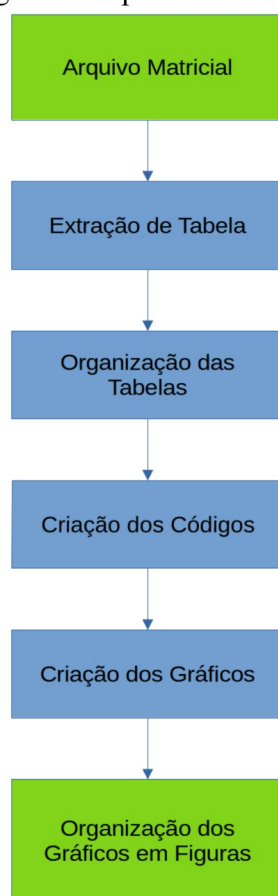 Arquivo Matricial
Extração de Tabela
Organização das
Tabelas
Criação dos Códigos
Criação dos Gráficos
Organização dos
Gráficos em Figuras